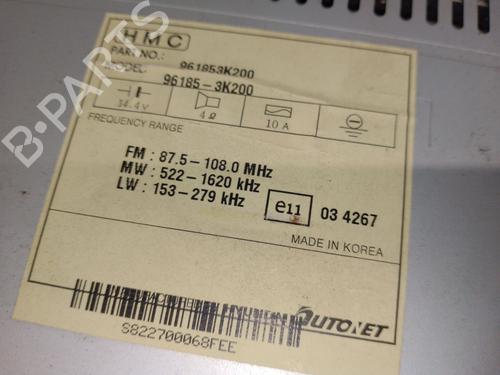 HMC
PART NO.:
961853K200
MODEL:
96185-3K200
14.4V
4Ω
10 A
FREQUENCY RANGE
FM : 87.5-108.0 MHz
MW : 522-1620 kHz
LW : 153-279 kHz
e11
03 4267
MADE IN KOREA
HYUNDAI AUTONET
S822700068FEE
B-PARTS